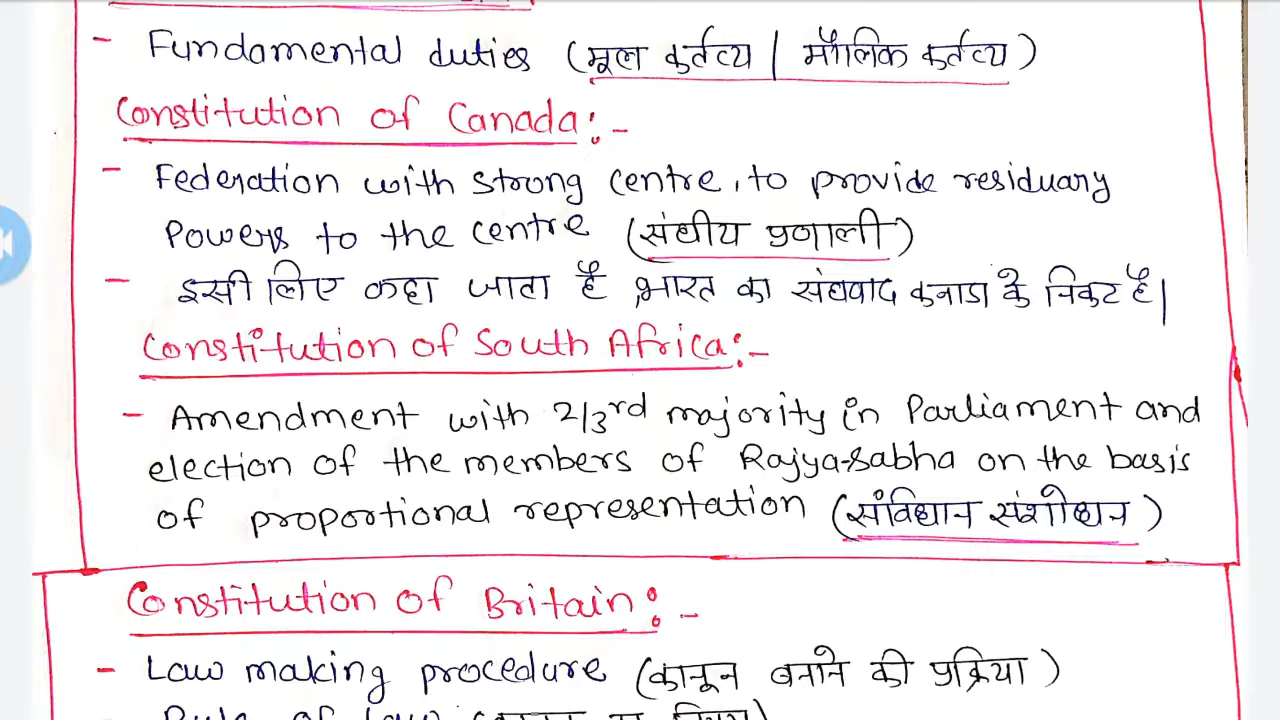 - Fundamental duties (मूल कर्तव्य | मौलिक कर्तव्य)
Constitution of Canada:-
- Federation with strong centre, to provide residuary
Powers to the centre (संघीय प्रणाली)
- इसी लिए कहा जाता है, भारत का संघवाद कनाडा के निकट है।
Constitution of South Africa:-
- Amendment with 2/3rd majority in Parliament and
election of the members of Rajya-sabha on the basis
of proportional representation (संविधान संशोधन)
Constitution of Britain:-
- Law making procedure (कानून बनाने की प्रक्रिया)
Rule of law (कानून का